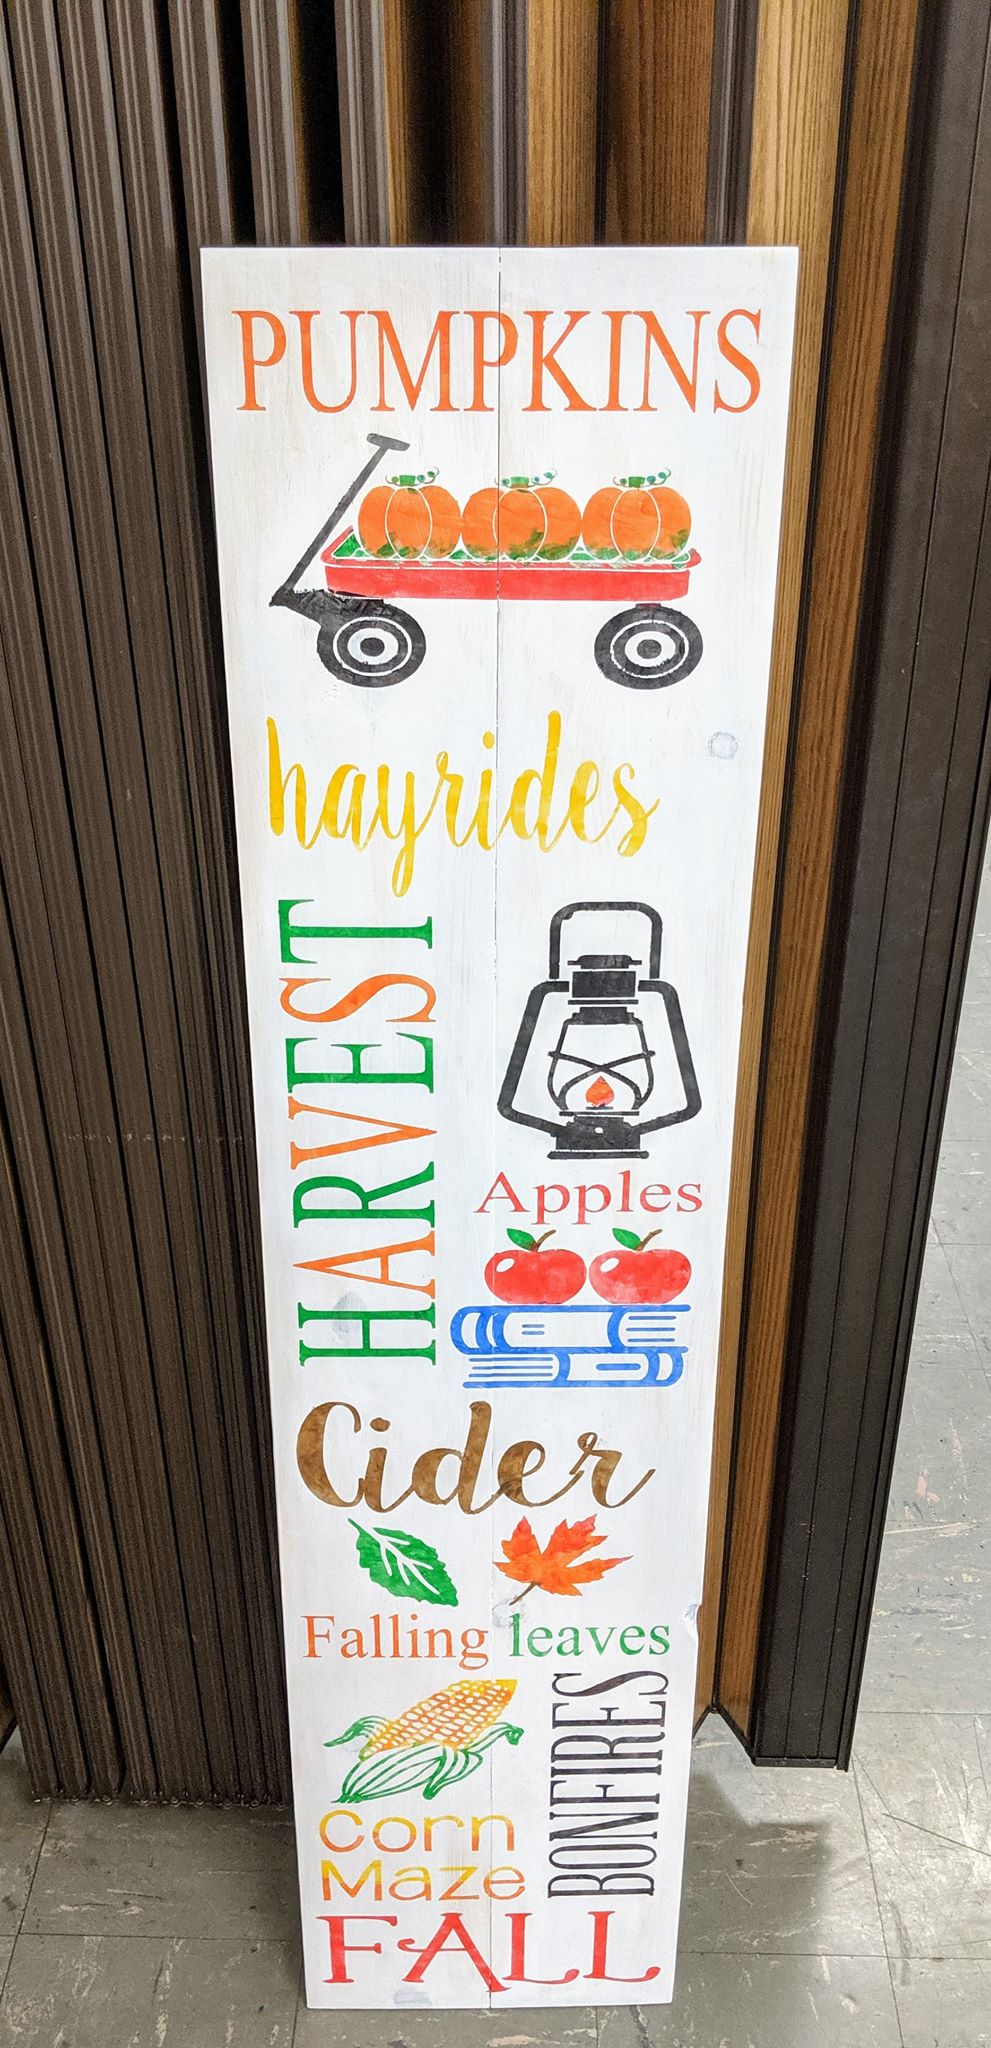 PUMPKINS
hayrides
HARVEST
Apples
Cider
Falling leaves
BONFIRES
Corn
Maze
FALL